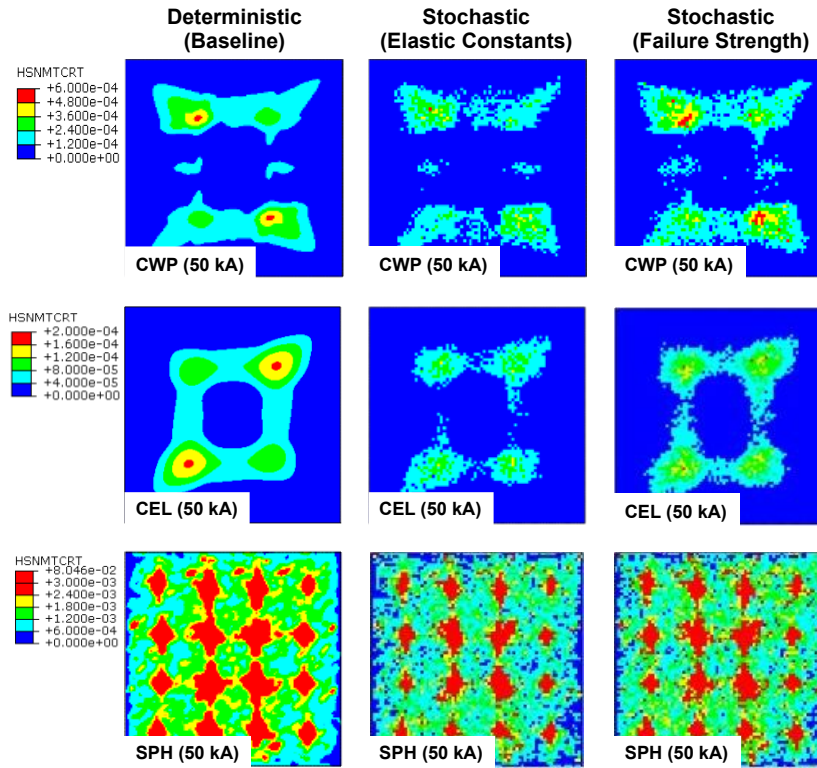 Deterministic
(Baseline)
Stochastic
(Elastic Constants)
Stochastic
(Failure Strength)
HSNMTCRT
+6.000e-04
+4.800e-04
+3.600e-04
+2.400e-04
+1.200e-04
+0.000e+00
CWP (50 kA)
CWP (50 kA)
CWP (50 kA)
HSNMTCRT
+2.000e-04
+1.600e-04
+1.200e-04
+8.000e-05
+4.000e-05
+0.000e+00
CEL (50 kA)
CEL (50 kA)
CEL (50 kA)
HSNMTCRT
+8.046e-02
+3.000e-03
+2.400e-03
+1.800e-03
+1.200e-03
+6.000e-04
+0.000e+00
SPH (50 kA)
SPH (50 kA)
SPH (50 kA)